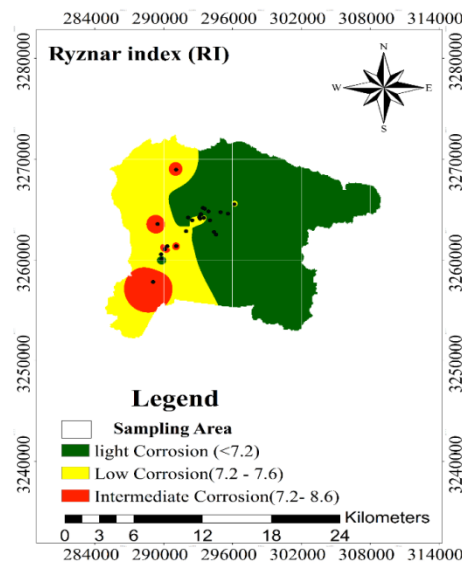 284000 290000 296000 302000 308000 314000
Ryznar index (RI)
N
W E
S
3280000 3280000
3270000 3270000
3260000 3260000
3250000 3250000
3240000 3240000
Legend
Sampling Area
light Corrosion (<7.2)
Low Corrosion(7.2 - 7.6)
Intermediate Corrosion(7.2- 8.6)
Kilometers
0 3 6 12 18 24
284000 290000 296000 302000 308000 314000